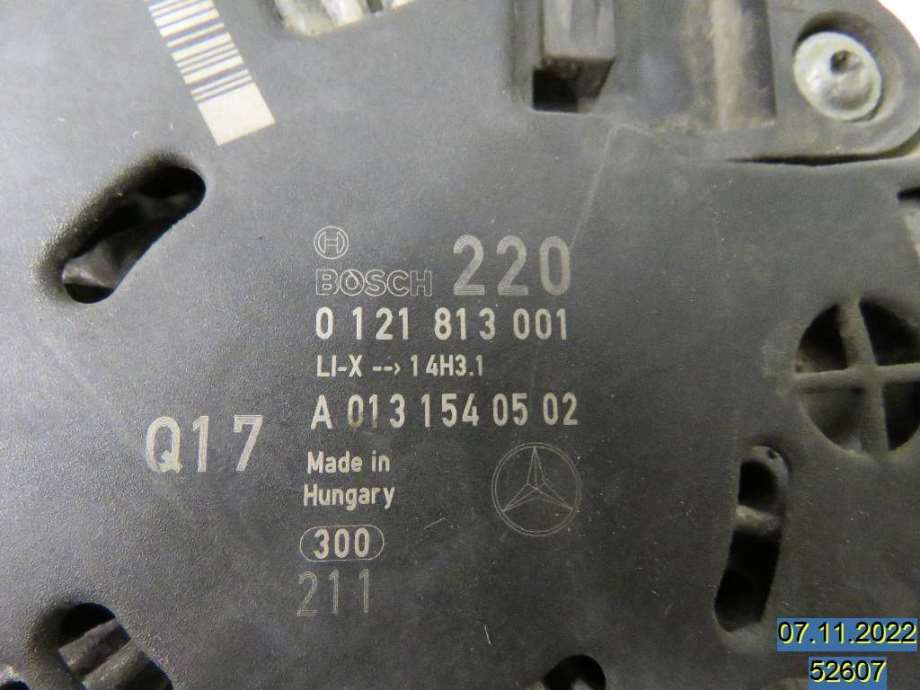 BOSCH 220
0 121 813 001
LI-X --> 14H3.1
A 013 154 05 02
Q17
Made in
Hungary
300
211
07.11.2022
52607